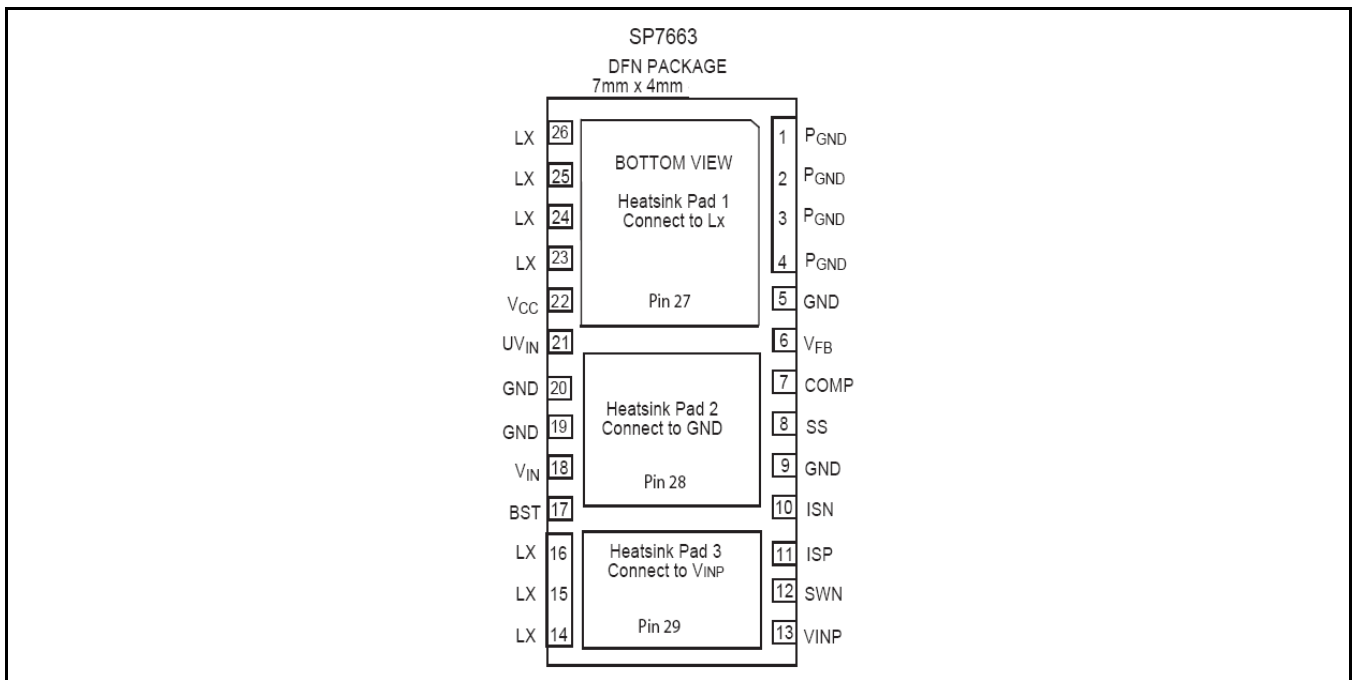 SP7663
DFN PACKAGE
7mm x 4mm
LX 26
LX 25
LX 24
LX 23
VCC 22
UVIN 21
GND 20
GND 19
VIN 18
BST 17
LX 16
LX 15
LX 14
BOTTOM VIEW
Heatsink Pad 1
Connect to Lx
Pin 27
Heatsink Pad 2
Connect to GND
Pin 28
Heatsink Pad 3
Connect to VINP
Pin 29
1 PGND
2 PGND
3 PGND
4 PGND
5 GND
6 VFB
7 COMP
8 SS
9 GND
10 ISN
11 ISP
12 SWN
13 VINP